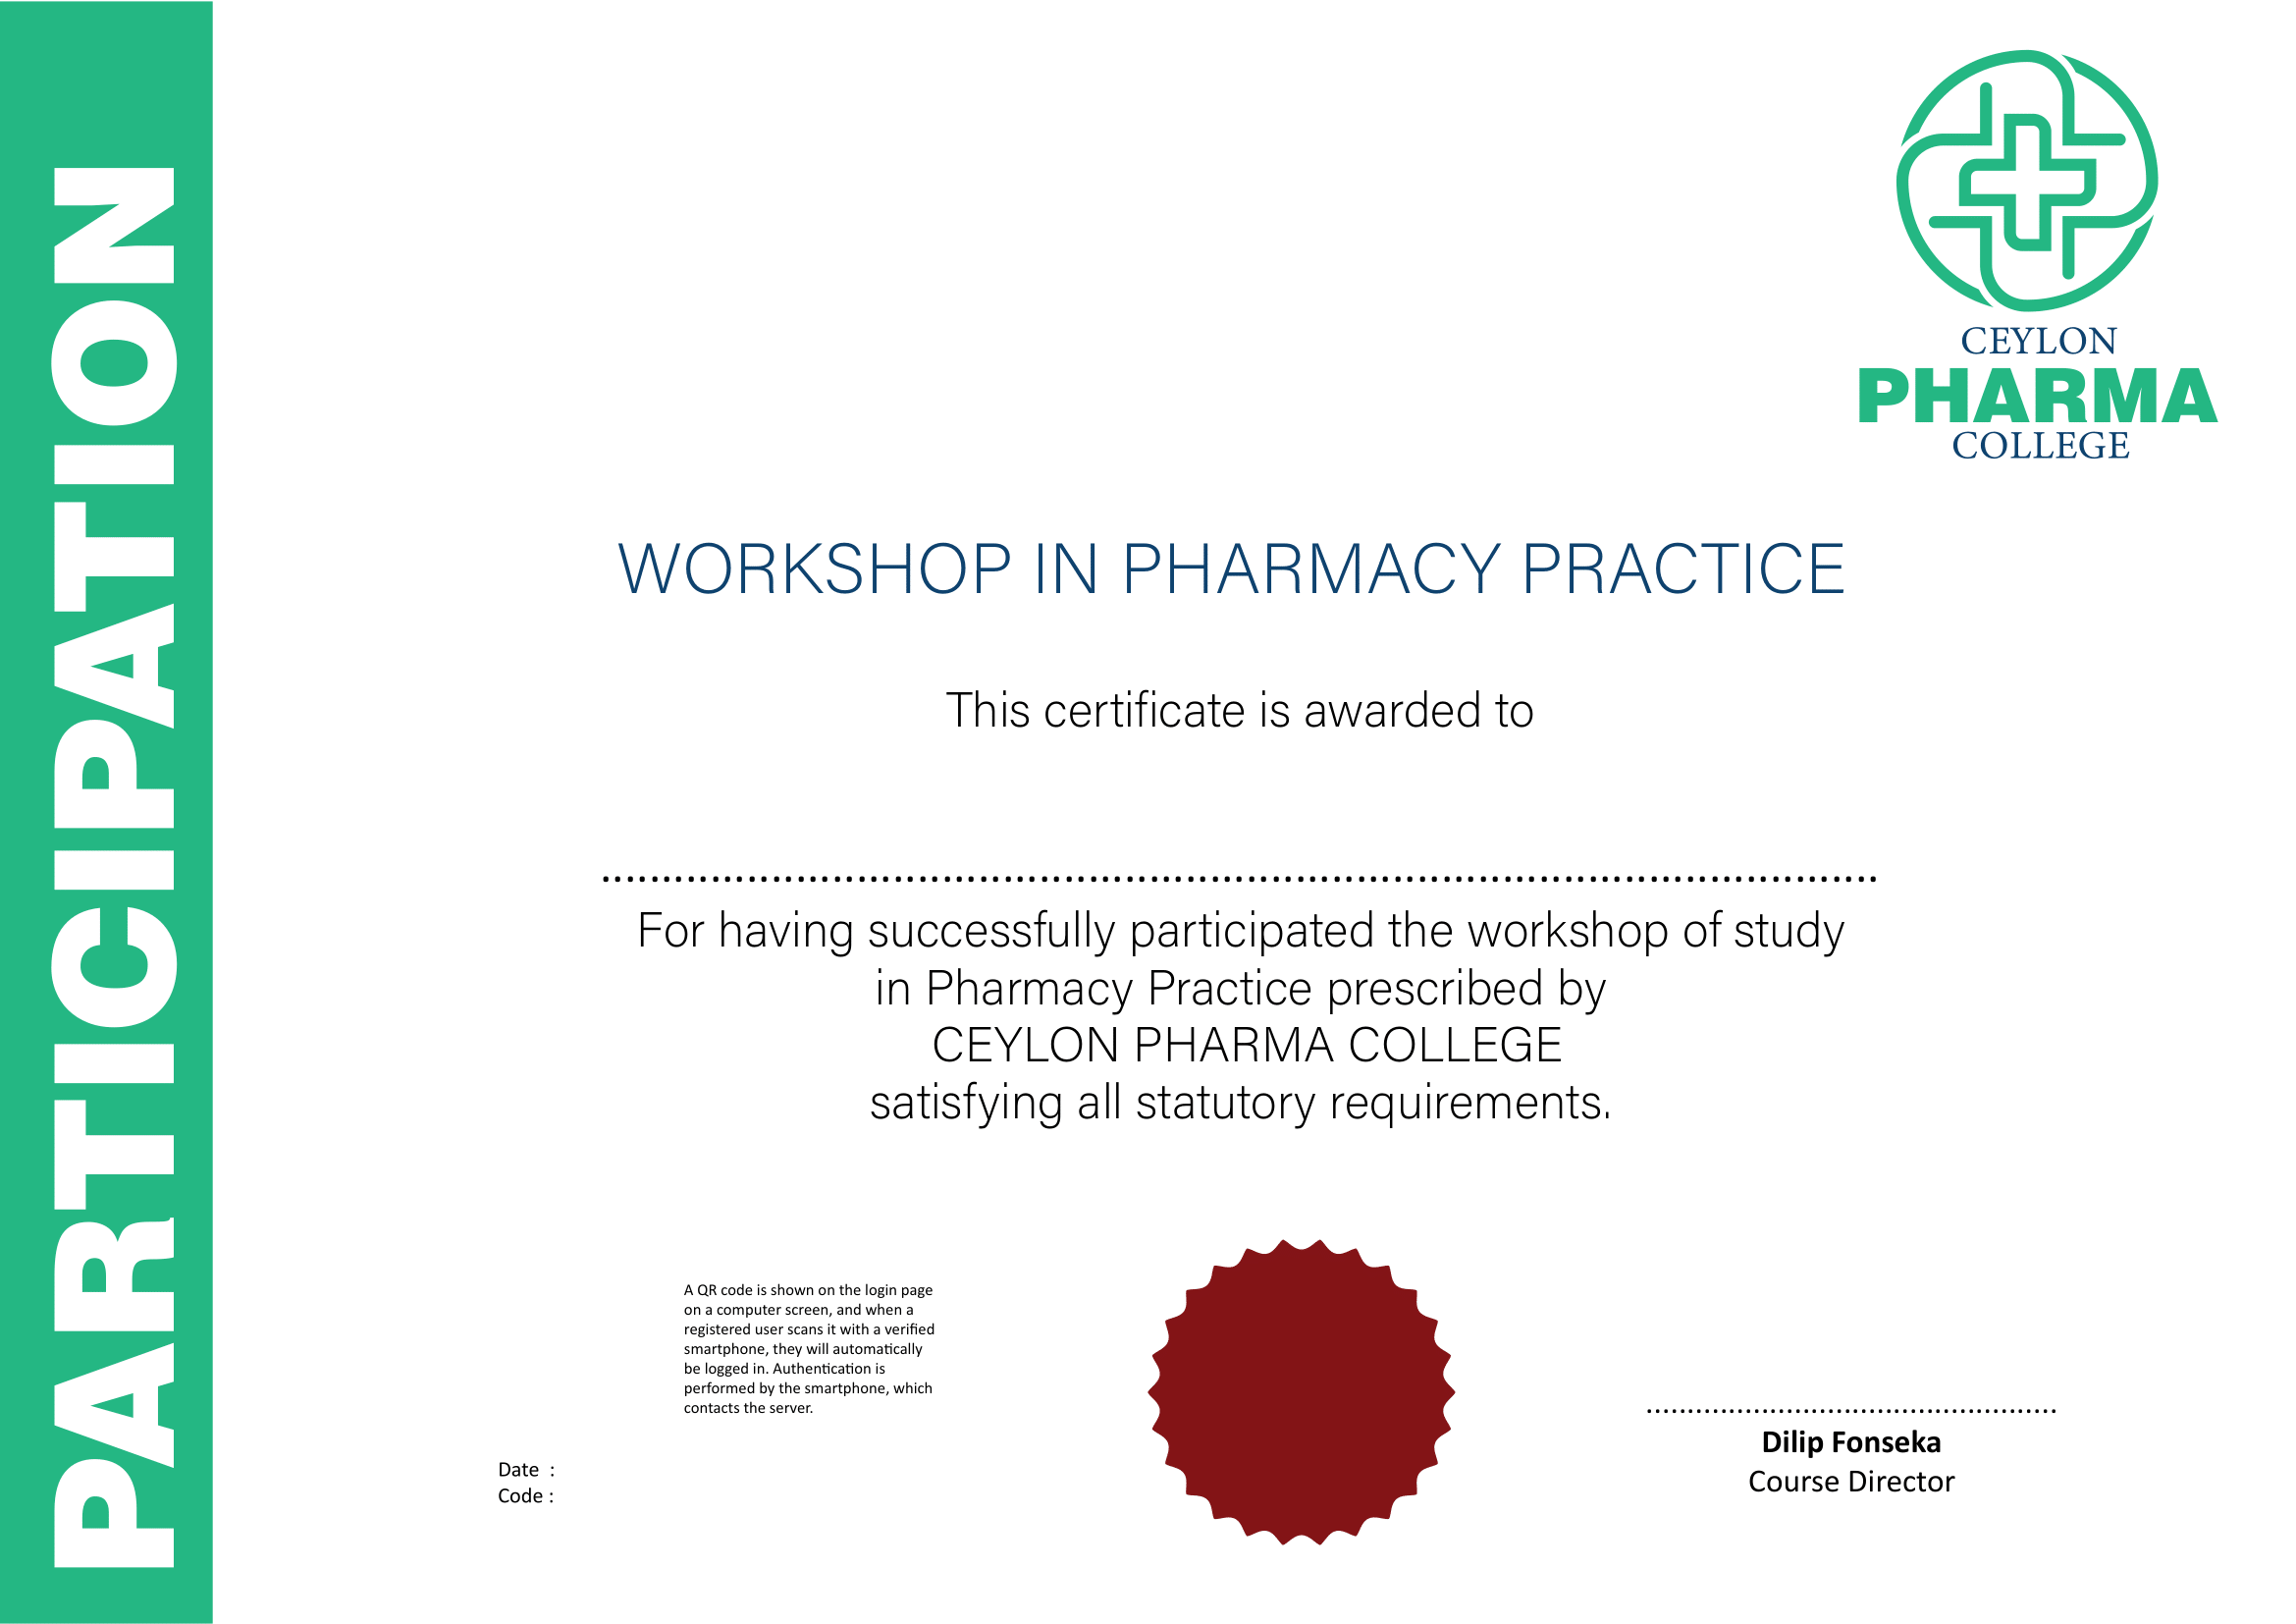 PARTICIPATION
CEYLON
PHARMA
COLLEGE
WORKSHOP IN PHARMACY PRACTICE
This certificate is awarded to
For having successfully participated the workshop of study
in Pharmacy Practice prescribed by
CEYLON PHARMA COLLEGE
satisfying all statutory requirements.
A QR code is shown on the login page
on a computer screen, and when a
registered user scans it with a verified
smartphone, they will automatically
be logged in. Authentication is
performed by the smartphone, which
contacts the server.
Date :
Code :
Dilip Fonseka
Course Director